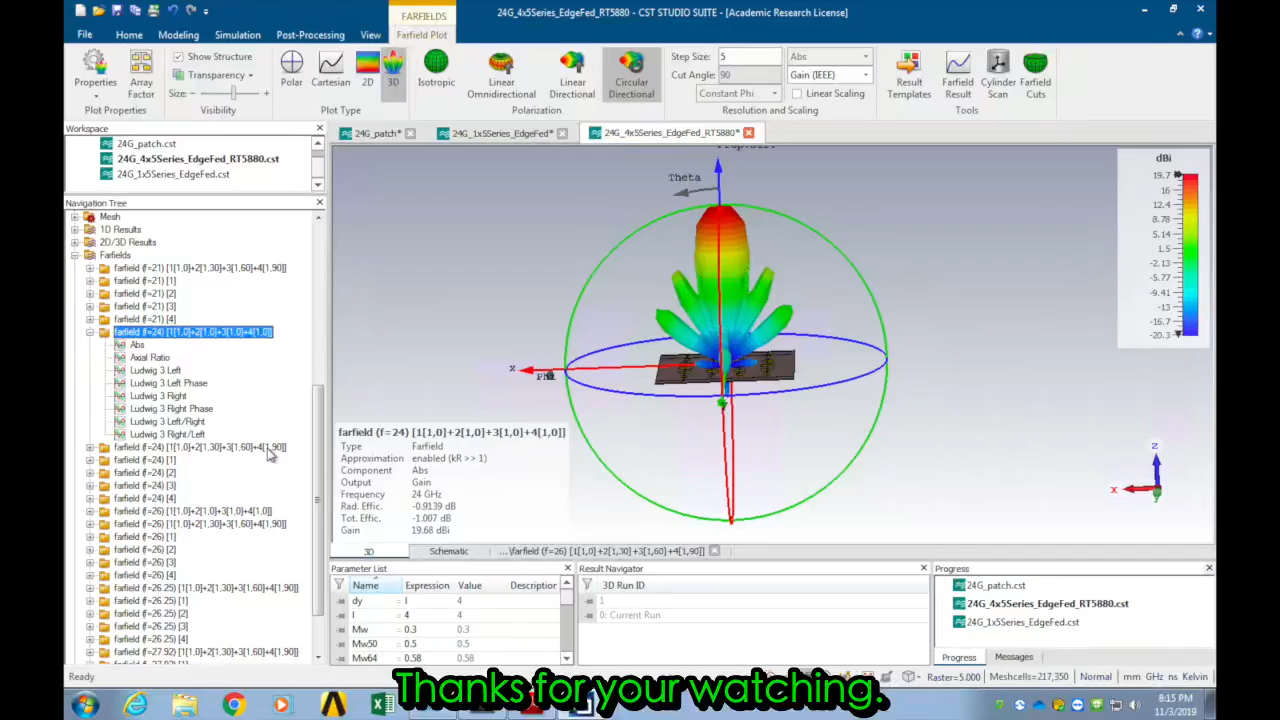 FARFIELDS
24G_4x5Series_EdgeFed_RT5880 - CST STUDIO SUITE - [Academic Research License]
File Home Modeling Simulation Post-Processing View Farfield Plot
Properties
Array Factor
Show Structure
Transparency
Size: - +
Polar Cartesian 2D 3D
Isotropic
Linear Omnidirectional
Linear Directional
Circular Directional
Step Size: 5 Abs
Cut Angle: 90 Gain (IEEE)
Constant Phi Linear Scaling
Result Templates
Farfield Result
Cylinder Scan
Farfield Cuts
Plot Properties Visibility Plot Type Polarization Resolution and Scaling Tools
Workspace
24G_patch.cst
24G_4x5Series_EdgeFed_RT5880.cst
24G_1x5Series_EdgeFed.cst
24G_patch* 24G_1x5Series_EdgeFed* 24G_4x5Series_EdgeFed_RT5880*
Navigation Tree
Mesh
1D Results
2D/3D Results
Farfields
farfield (f=21) [1[1,0]+2[1,30]+3[1,60]+4[1,90]]
farfield (f=21) [1]
farfield (f=21) [2]
farfield (f=21) [3]
farfield (f=21) [4]
farfield (f=24) [1[1,0]+2[1,0]+3[1,0]+4[1,0]]
Abs
Axial Ratio
Ludwig 3 Left
Ludwig 3 Left Phase
Ludwig 3 Right
Ludwig 3 Right Phase
Ludwig 3 Left/Right
Ludwig 3 Right/Left
farfield (f=24) [1[1,0]+2[1,30]+3[1,60]+4[1,90]]
farfield (f=24) [1]
farfield (f=24) [2]
farfield (f=24) [3]
farfield (f=24) [4]
farfield (f=26) [1[1,0]+2[1,0]+3[1,0]+4[1,0]]
farfield (f=26) [1[1,0]+2[1,30]+3[1,60]+4[1,90]]
farfield (f=26) [1]
farfield (f=26) [2]
farfield (f=26) [3]
farfield (f=26) [4]
farfield (f=26.25) [1[1,0]+2[1,30]+3[1,60]+4[1,90]]
farfield (f=26.25) [1]
farfield (f=26.25) [2]
farfield (f=26.25) [3]
farfield (f=26.25) [4]
farfield (f=27.92) [1[1,0]+2[1,30]+3[1,60]+4[1,90]]
Theta
x
Phi
y
dBi
19.7
16
12.4
8.78
5.14
1.5
-2.13
-5.77
-9.41
-13
-16.7
-20.3
z
x
y
farfield (f=24) [1[1,0]+2[1,0]+3[1,0]+4[1,0]]
Type Farfield
Approximation enabled (kR >> 1)
Component Abs
Output Gain
Frequency 24 GHz
Rad. Effic. -0.9139 dB
Tot. Effic. -1.007 dB
Gain 19.68 dBi
3D Schematic ...\farfield (f=26) [1[1,0]+2[1,30]+3[1,60]+4[1,90]]
Parameter List
Name Expression Value Description
dy = l 4
l = 4 4
Mw = 0.3 0.3
Mw50 = 0.5 0.5
Mw64 = 0.58 0.58
Result Navigator
3D Run ID
1
0: Current Run
Progress
24G_patch.cst
24G_4x5Series_EdgeFed_RT5880.cst
24G_1x5Series_EdgeFed.cst
Progress Messages
Ready
Raster=5.000 Meshcells=217,350 Normal mm GHz ns Kelvin
Thanks for your watching.
8:15 PM
11/3/2019